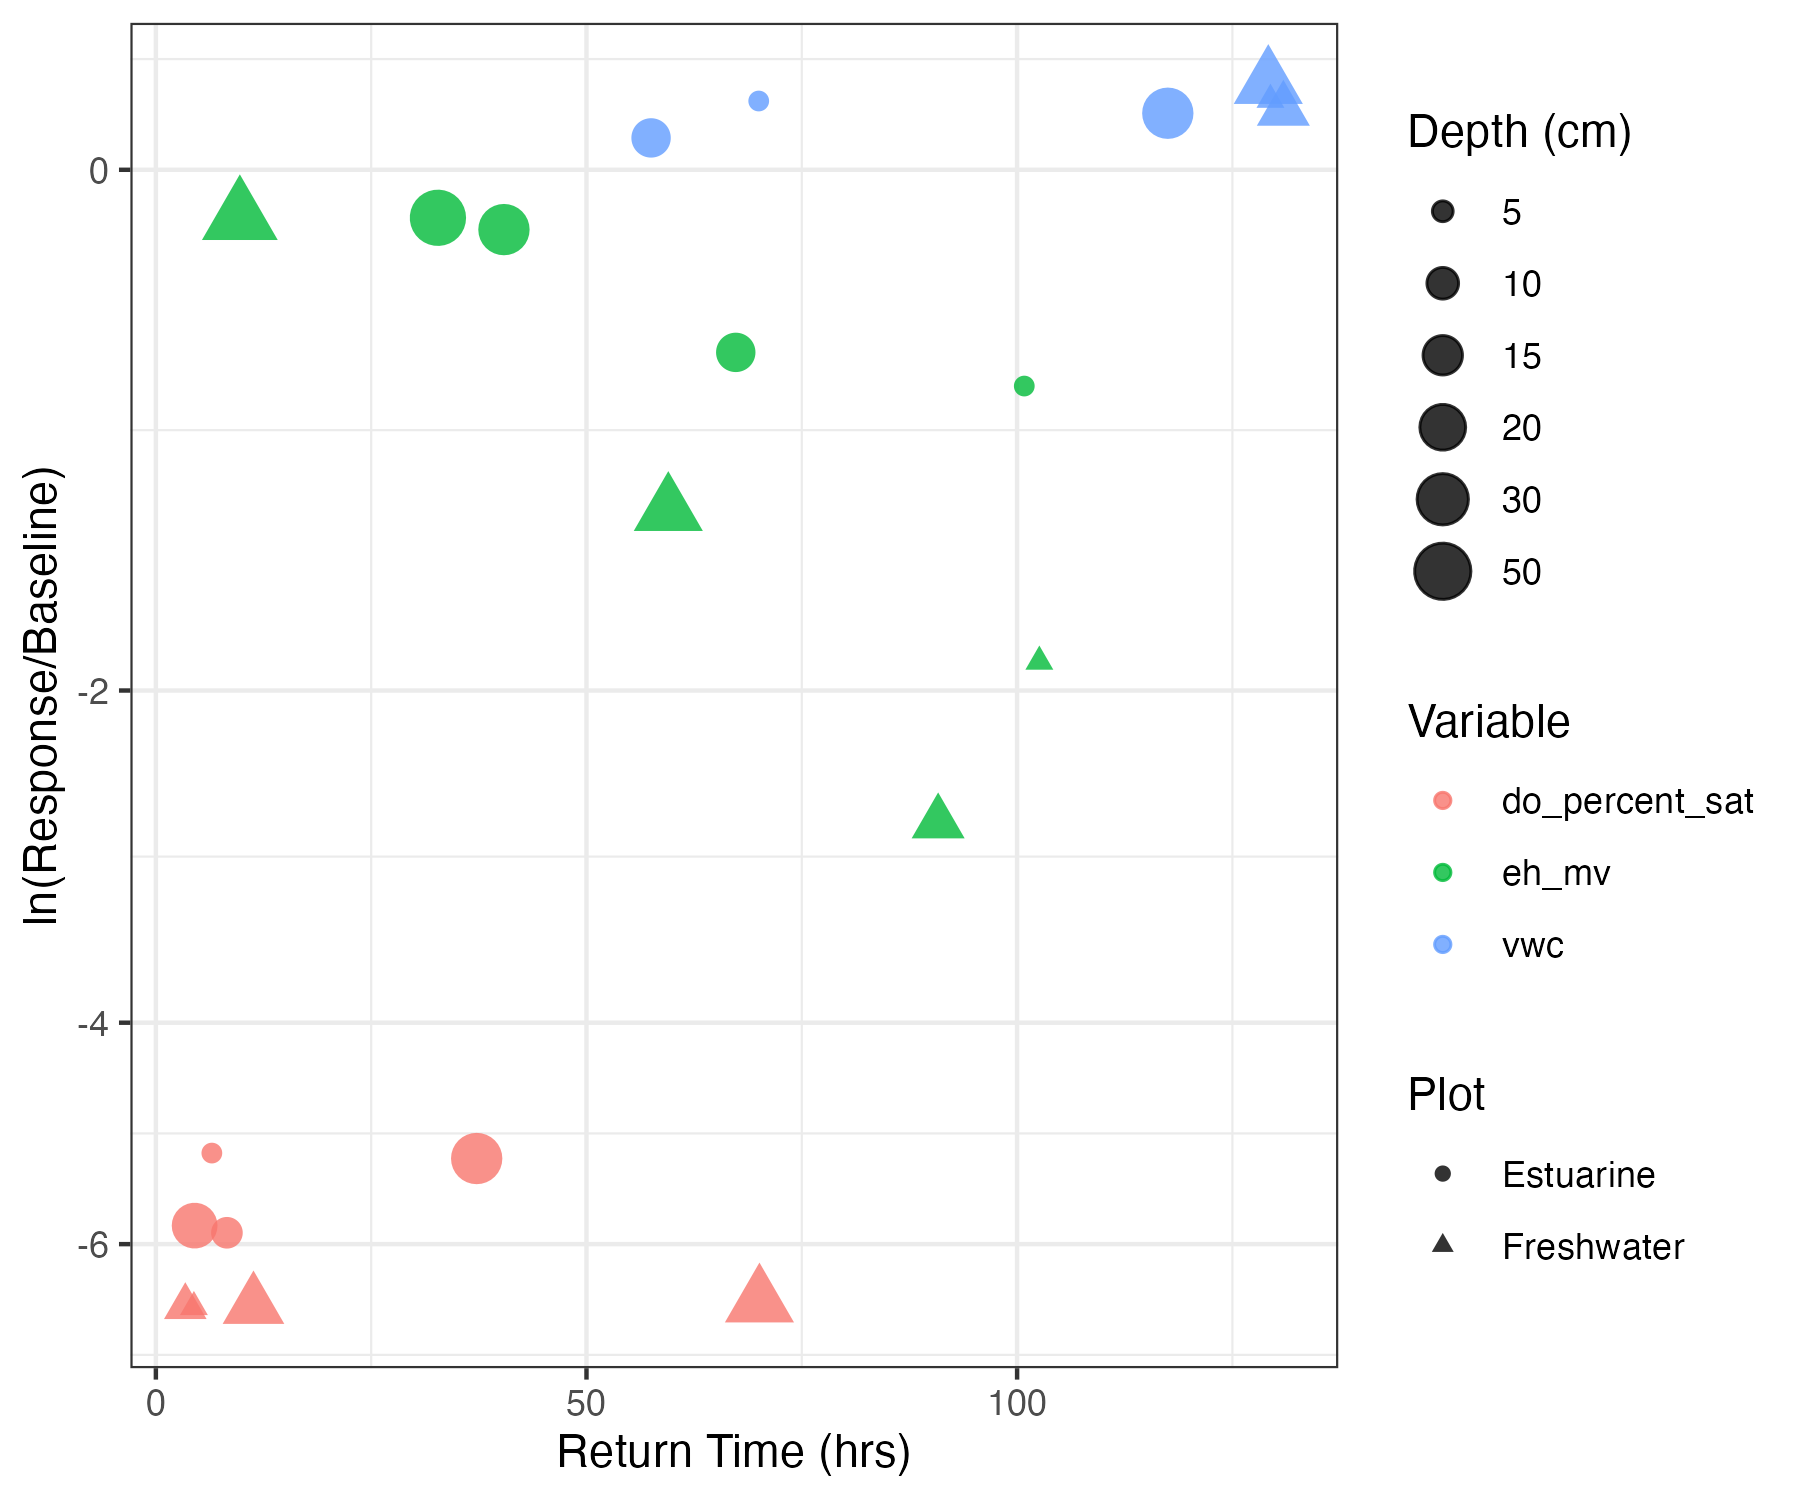 ln(Response/Baseline)
0
-2
-4
-6
0
50
100
Return Time (hrs)
Depth (cm)
5
10
15
20
30
50
Variable
do_percent_sat
eh_mv
vwc
Plot
Estuarine
Freshwater